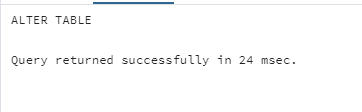 ALTER TABLE
Query returned successfully in 24 msec.